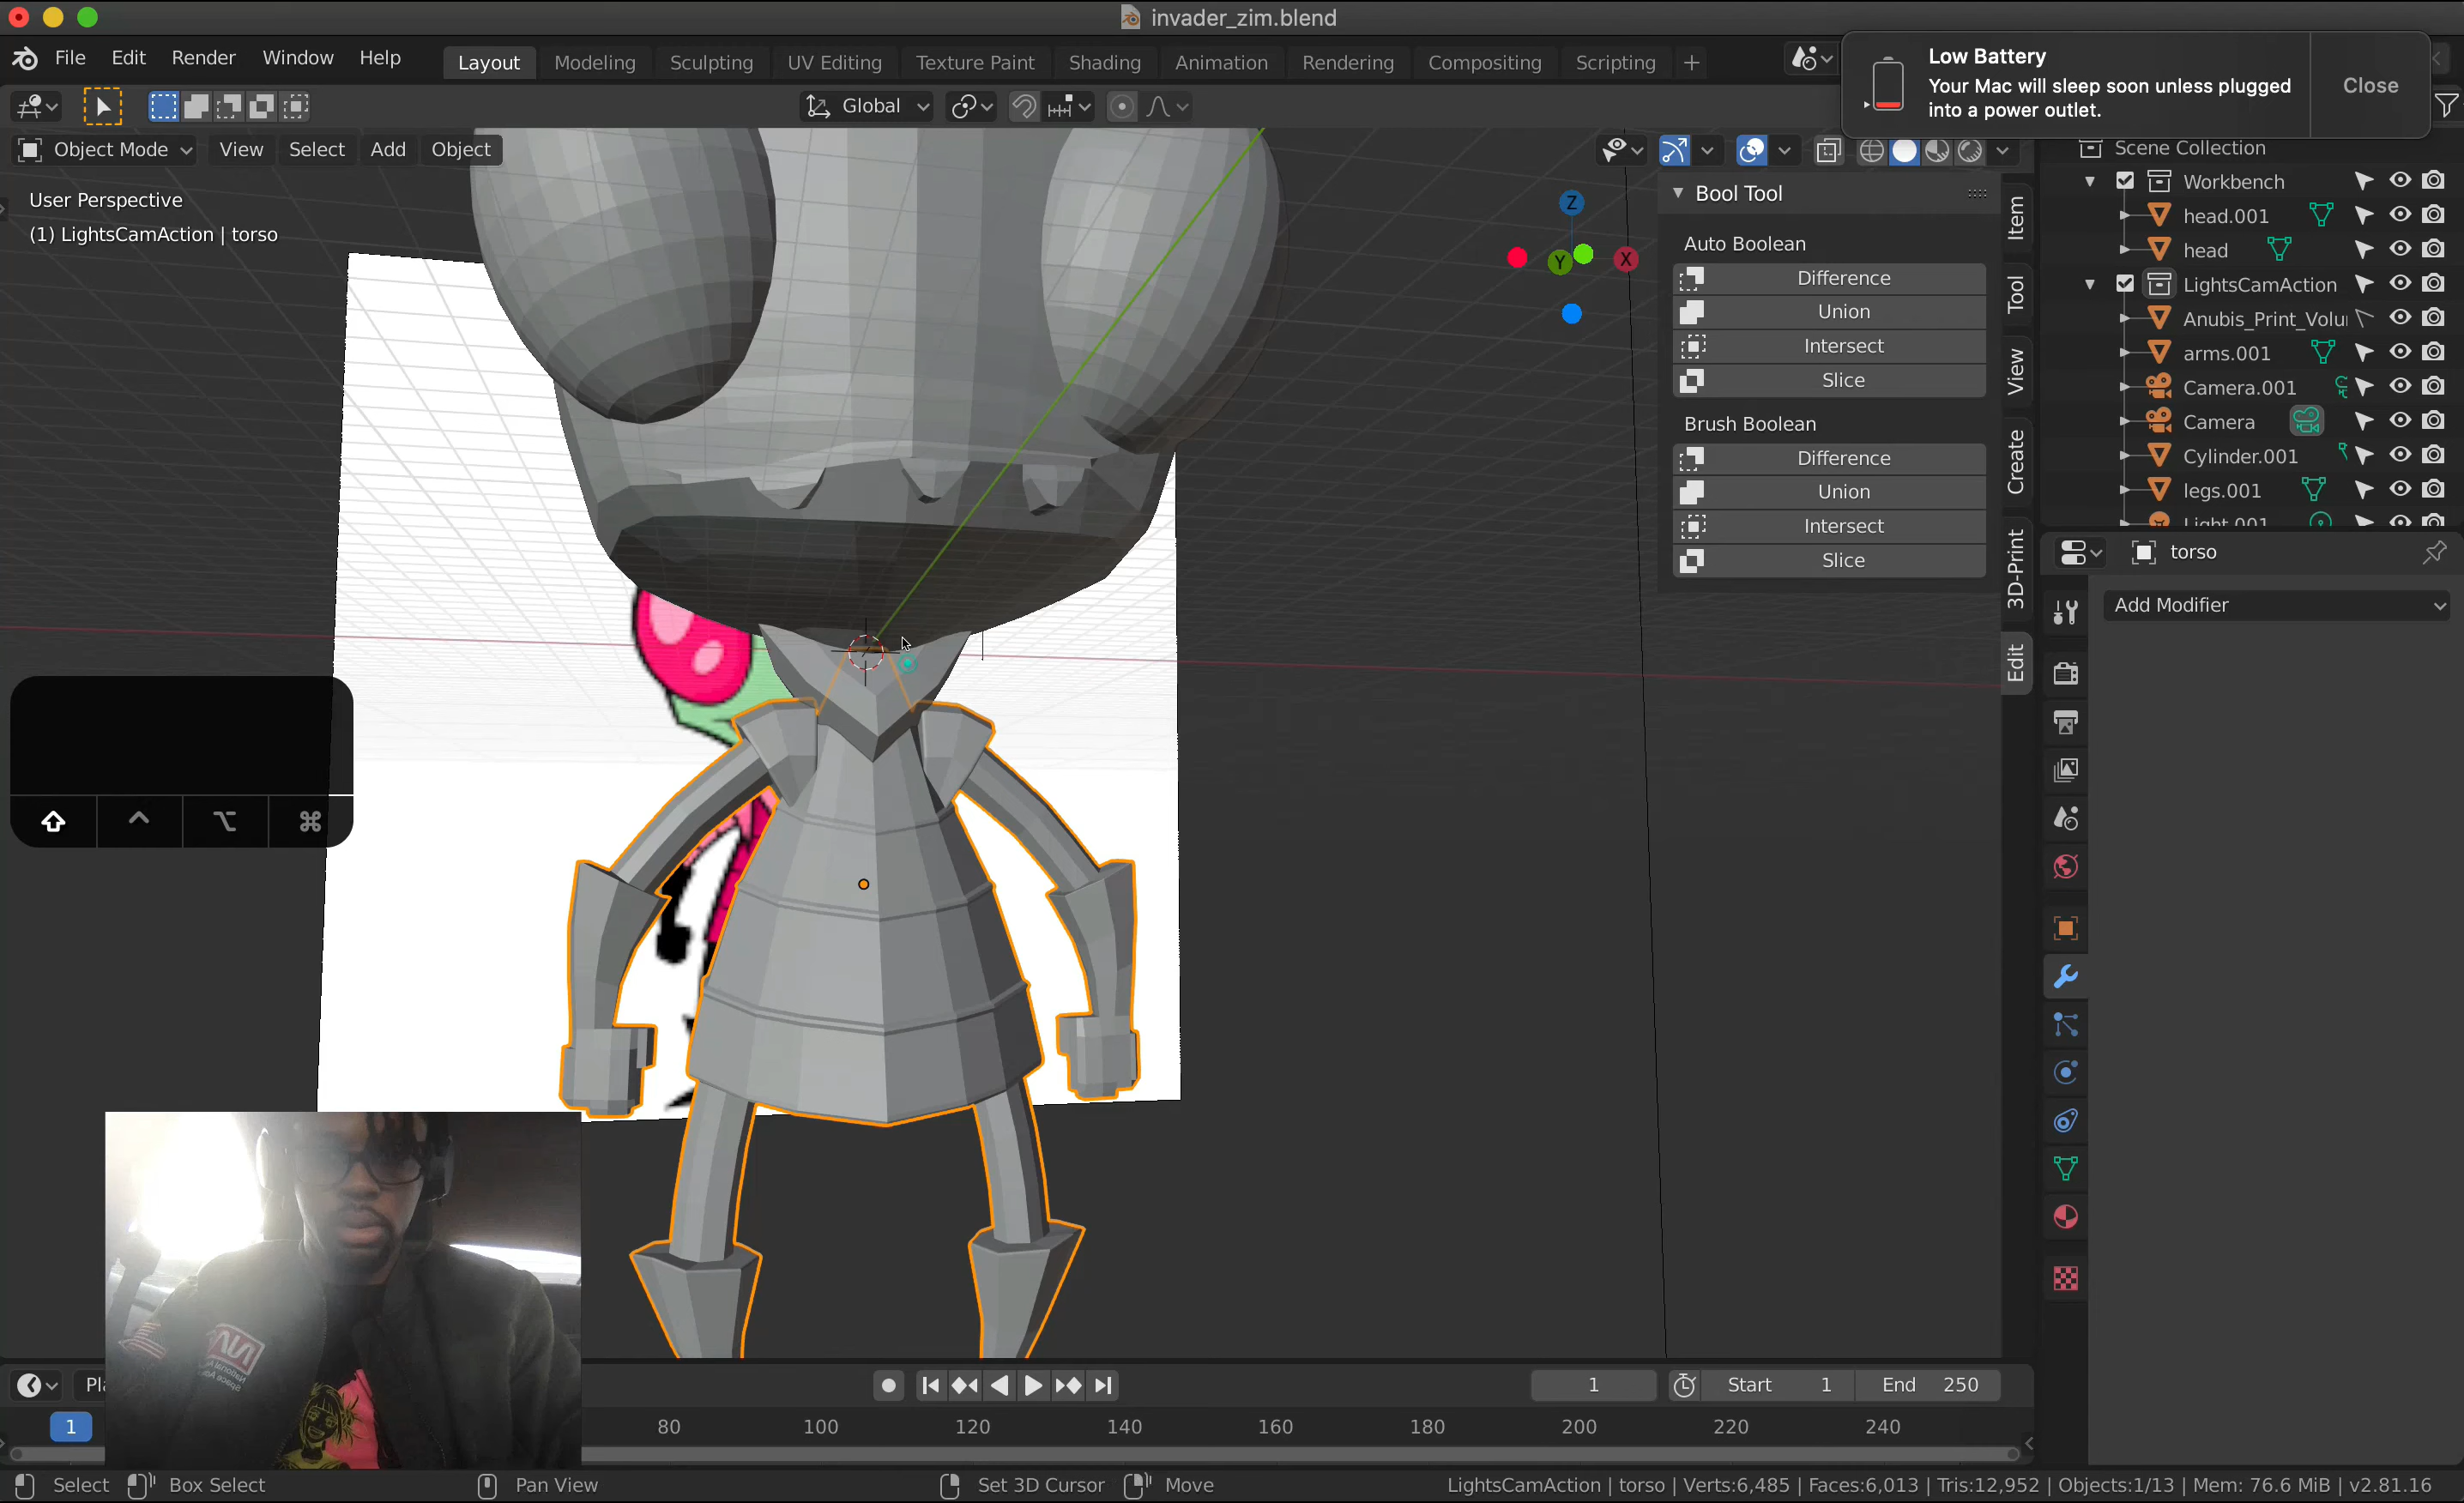 invader_zim.blend
File Edit Render Window Help
Layout Modeling Sculpting UV Editing Texture Paint Shading Animation Rendering Compositing Scripting +
Low Battery
Your Mac will sleep soon unless plugged
into a power outlet.
Close
Global
Object Mode View Select Add Object
User Perspective
(1) LightsCamAction | torso
Z
Y
X
Bool Tool
Auto Boolean
Difference
Union
Intersect
Slice
Brush Boolean
Difference
Union
Intersect
Slice
Item
Tool
View
Create
3D-Print
Edit
Scene Collection
Workbench
head.001
head
LightsCamAction
Anubis_Print_Volu
arms.001
Camera.001
Camera
Cylinder.001
legs.001
Light.001
torso
Add Modifier
Pla
1
Start 1
End 250
1 80 100 120 140 160 180 200 220 240
Select Box Select Pan View Set 3D Cursor Move
LightsCamAction | torso | Verts:6,485 | Faces:6,013 | Tris:12,952 | Objects:1/13 | Mem: 76.6 MiB | v2.81.16